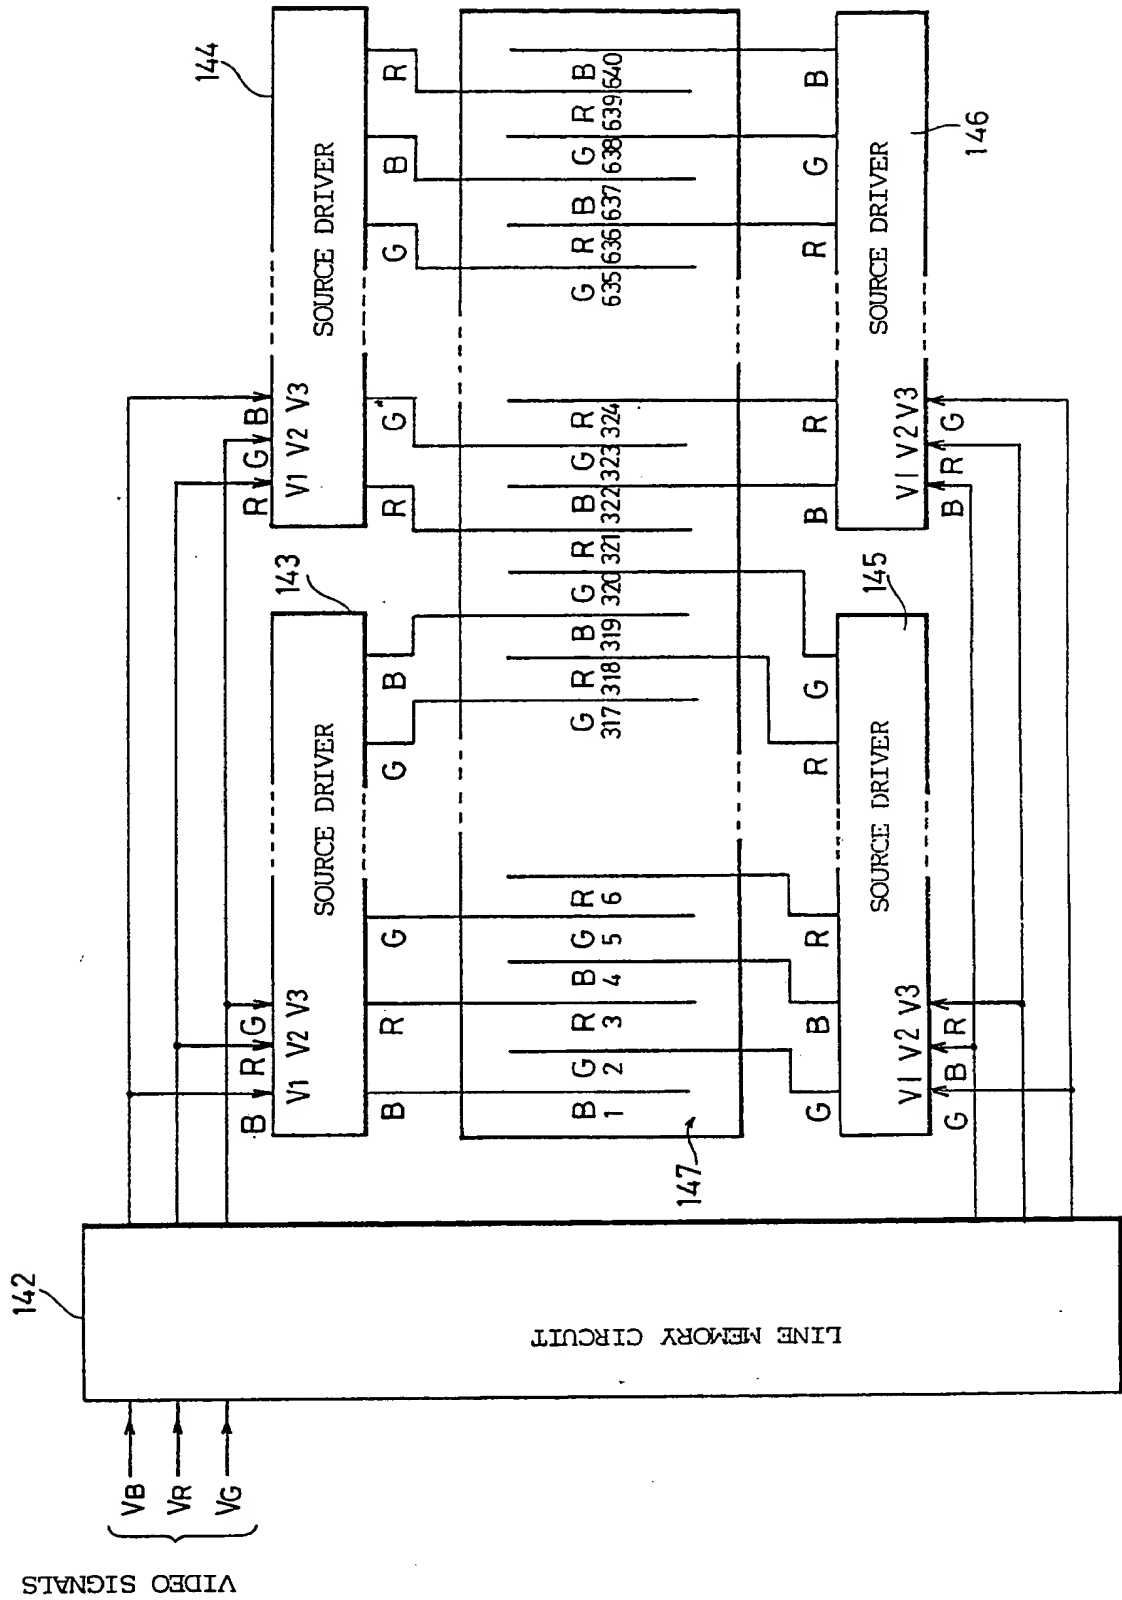 142
144
VIDEO SIGNALS
VB
VR
VG
LINE MEMORY CIRCUIT
143
B R G R G B
V1 V2 V3 V1 V2 V3
SOURCE DRIVER SOURCE DRIVER
B R G G B R G G B R
B G R B G R G R B G R B G R G R B G R B
1 2 3 4 5 6 317 318 319 320 321 322 323 324 635 636 637 638 639 640
147
G B R R G B R R G B
145
SOURCE DRIVER SOURCE DRIVER
V1 V2 V3 V1 V2 V3
G B R B R G
146